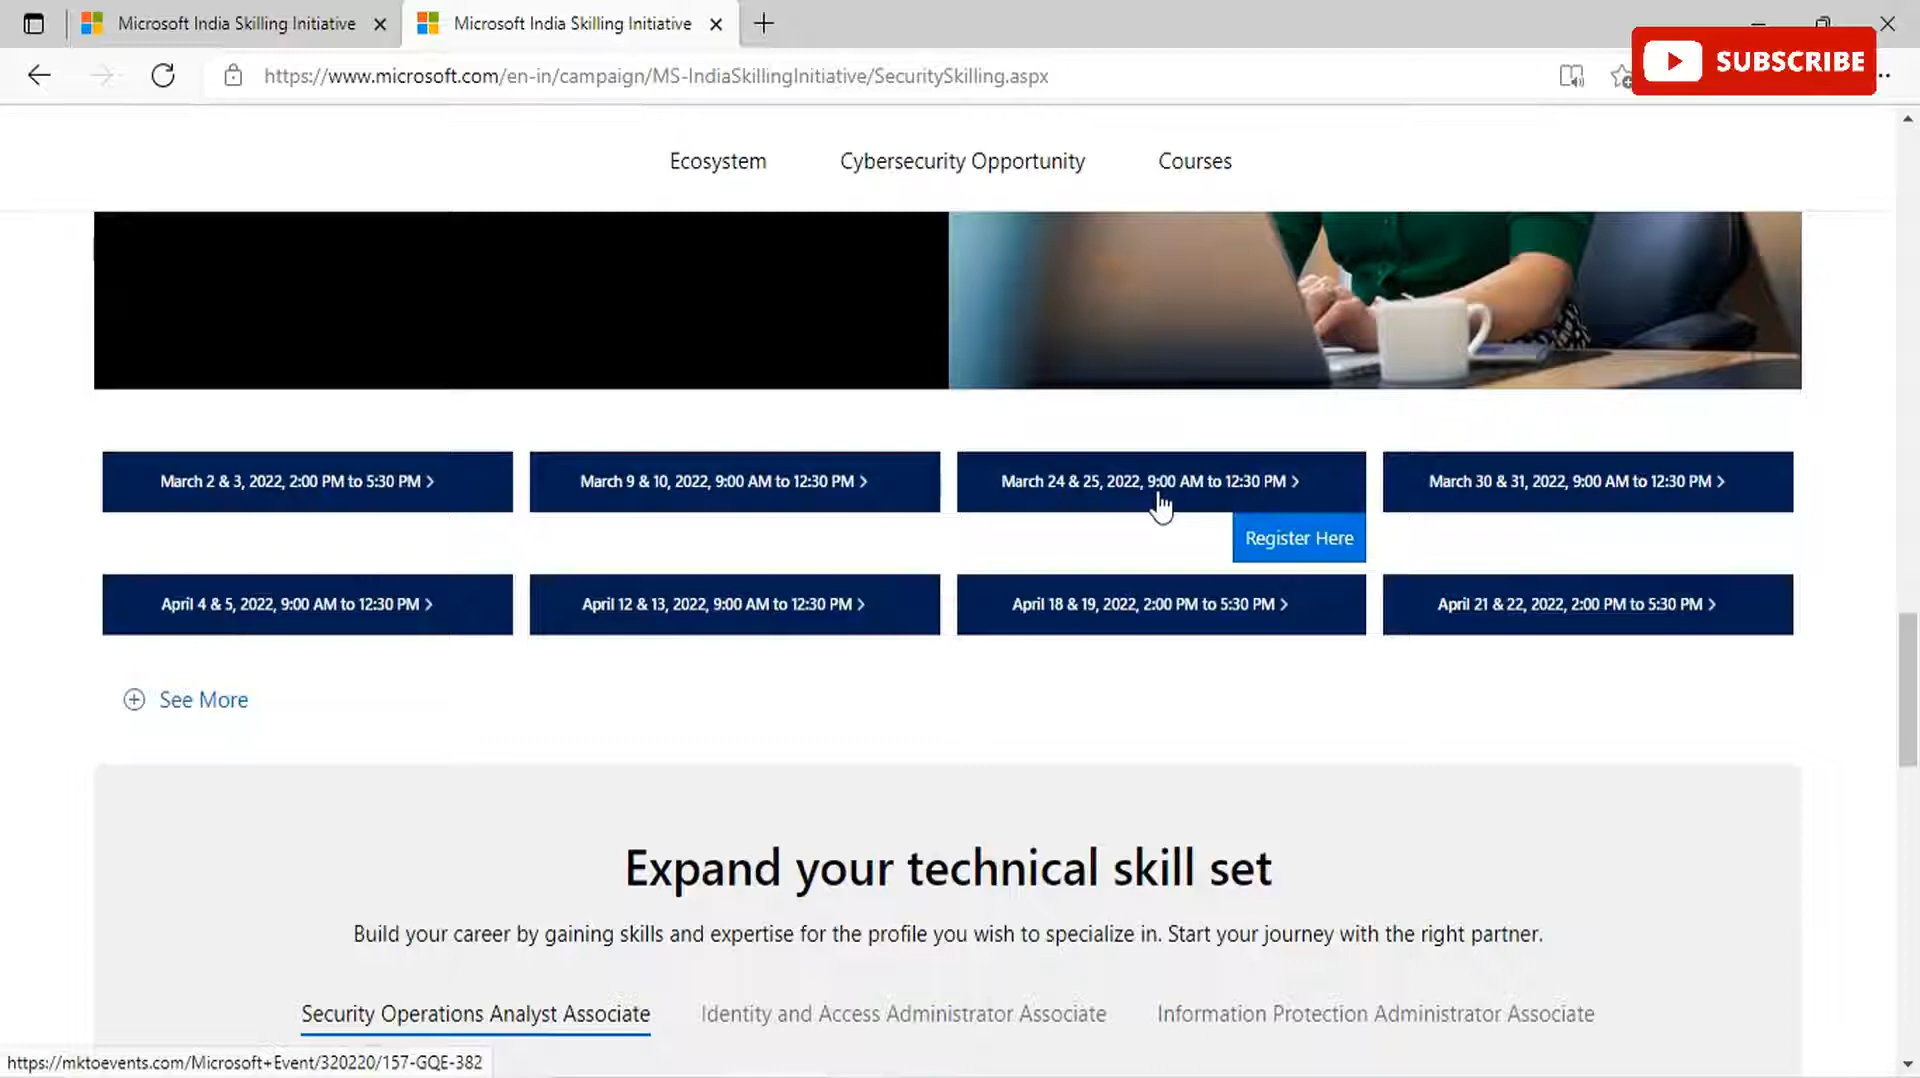 Microsoft India Skilling Initiative
Microsoft India Skilling Initiative
https://www.microsoft.com/en-in/campaign/MS-IndiaSkillingInitiative/SecuritySkilling.aspx
SUBSCRIBE
Ecosystem
Cybersecurity Opportunity
Courses
March 2 & 3, 2022, 2:00 PM to 5:30 PM >
March 9 & 10, 2022, 9:00 AM to 12:30 PM >
March 24 & 25, 2022, 9:00 AM to 12:30 PM >
March 30 & 31, 2022, 9:00 AM to 12:30 PM >
Register Here
April 4 & 5, 2022, 9:00 AM to 12:30 PM >
April 12 & 13, 2022, 9:00 AM to 12:30 PM >
April 18 & 19, 2022, 2:00 PM to 5:30 PM >
April 21 & 22, 2022, 2:00 PM to 5:30 PM >
See More
Expand your technical skill set
Build your career by gaining skills and expertise for the profile you wish to specialize in. Start your journey with the right partner.
Security Operations Analyst Associate
Identity and Access Administrator Associate
Information Protection Administrator Associate
https://mktoevents.com/Microsoft+Event/320220/157-GQE-382